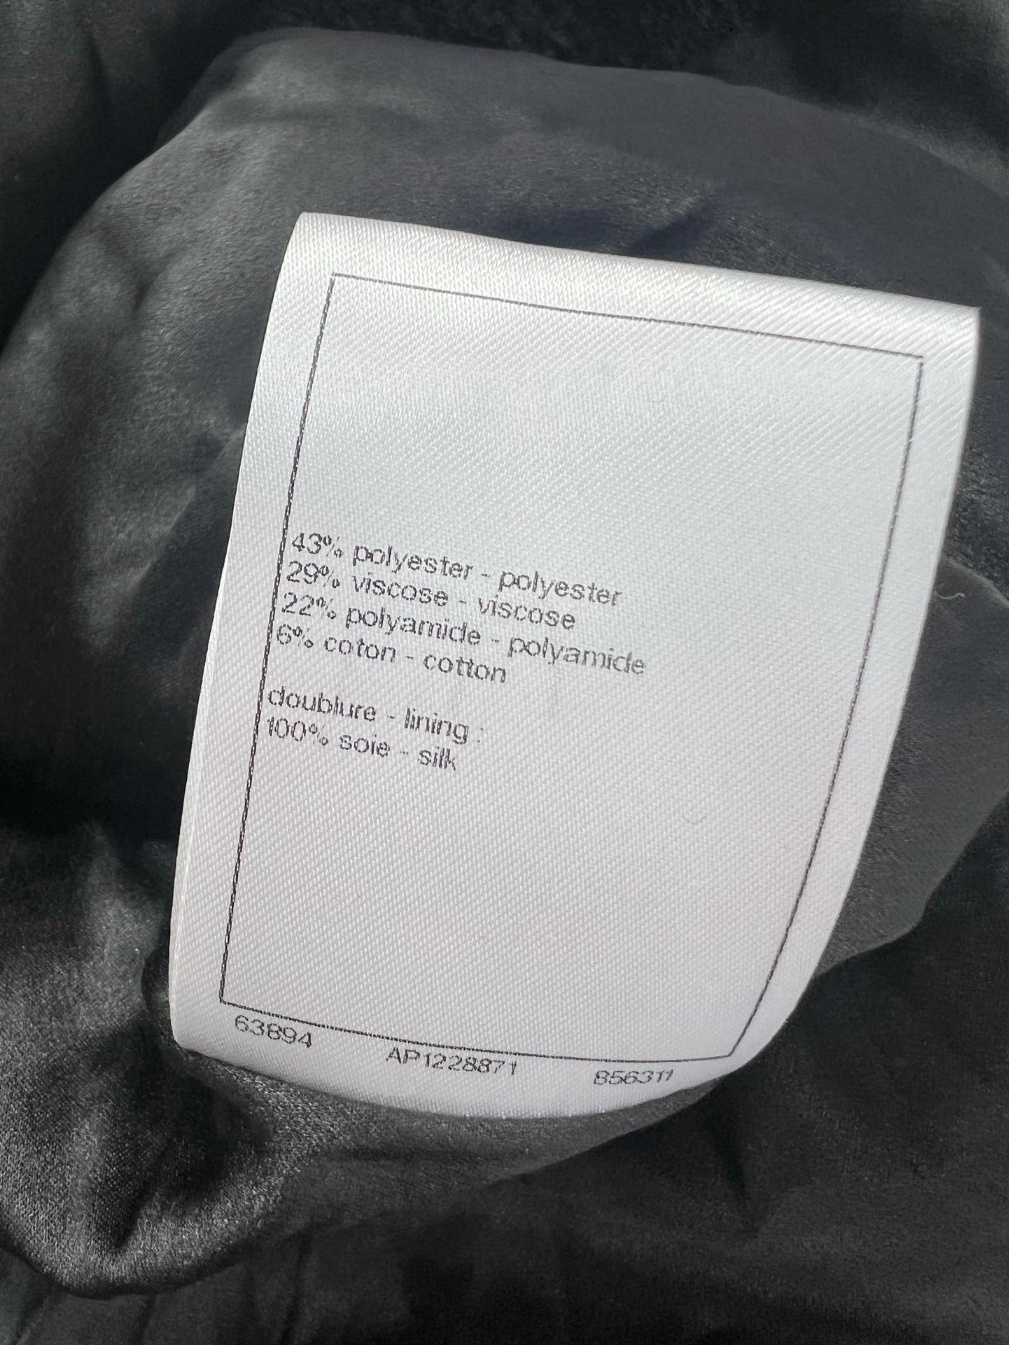 43% polyester - polyester
29% viscose - viscose
22% polyamide - polyamide
6% coton - cotton
doublure - lining :
100% soie - silk
63894 AP1228871 856311